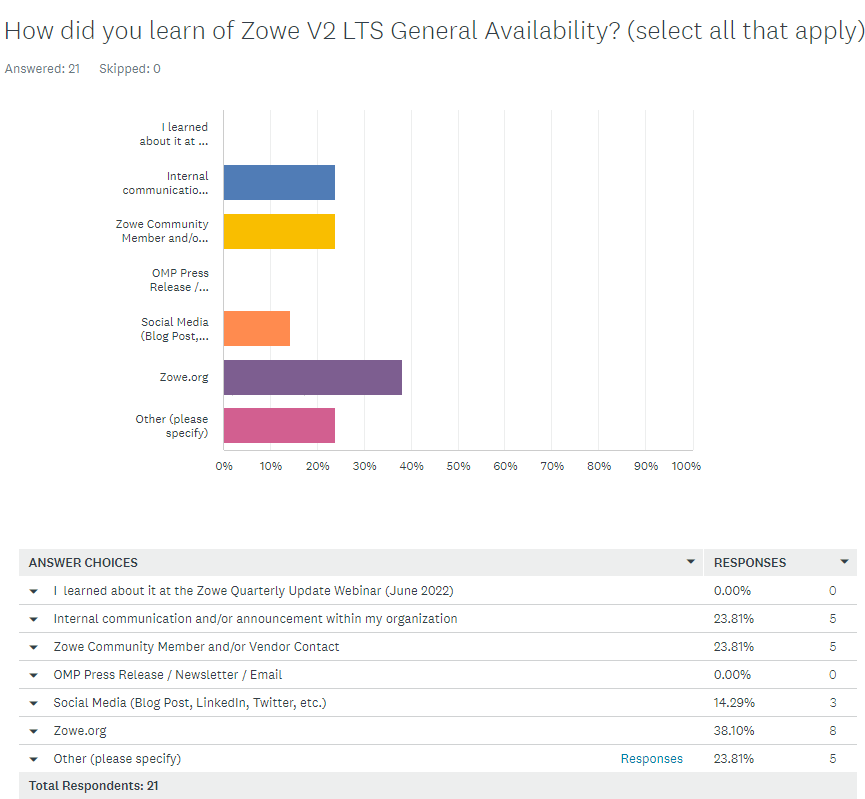 How did you learn of Zowe V2 LTS General Availability? (select all that apply)
Answered: 21 Skipped: 0
I learned
about it at ...
Internal
communicatio...
Zowe Community
Member and/o...
OMP Press
Release /...
Social Media
(Blog Post,...
Zowe.org
Other (please
specify)
0% 10% 20% 30% 40% 50% 60% 70% 80% 90% 100%
ANSWER CHOICES RESPONSES
I learned about it at the Zowe Quarterly Update Webinar (June 2022) 0.00% 0
Internal communication and/or announcement within my organization 23.81% 5
Zowe Community Member and/or Vendor Contact 23.81% 5
OMP Press Release / Newsletter / Email 0.00% 0
Social Media (Blog Post, LinkedIn, Twitter, etc.) 14.29% 3
Zowe.org 38.10% 8
Other (please specify) Responses 23.81% 5
Total Respondents: 21